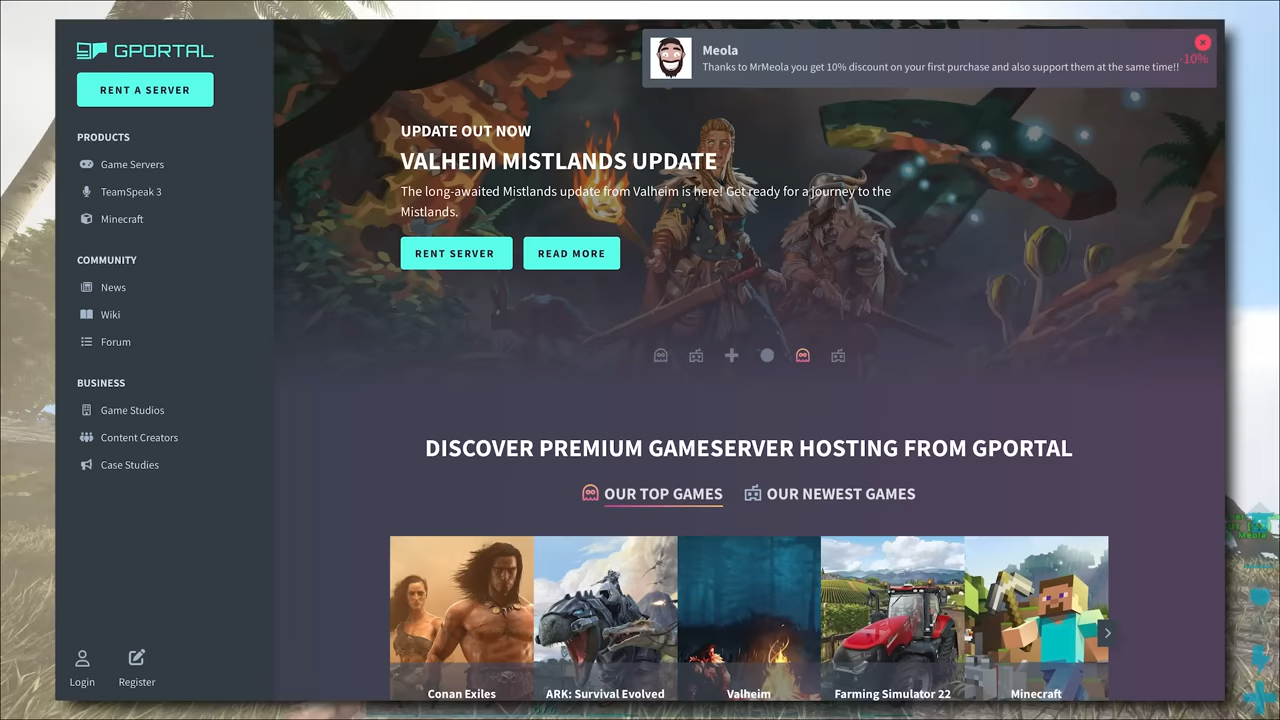 GPORTAL
RENT A SERVER
PRODUCTS
Game Servers
TeamSpeak 3
Minecraft
COMMUNITY
News
Wiki
Forum
BUSINESS
Game Studios
Content Creators
Case Studies
Login
Register
Meola
Thanks to MrMeola you get 10% discount on your first purchase and also support them at the same time!!
-10%
UPDATE OUT NOW
VALHEIM MISTLANDS UPDATE
The long-awaited Mistlands update from Valheim is here! Get ready for a journey to the
Mistlands.
RENT SERVER
READ MORE
DISCOVER PREMIUM GAMESERVER HOSTING FROM GPORTAL
OUR TOP GAMES
OUR NEWEST GAMES
Conan Exiles
ARK: Survival Evolved
Valheim
Farming Simulator 22
Minecraft
Meola